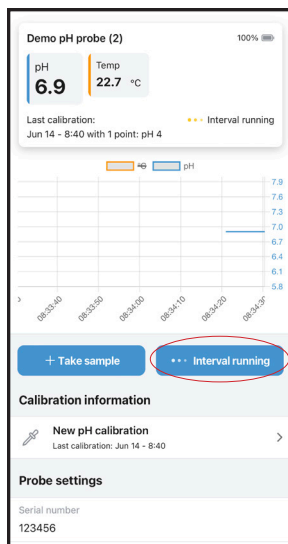 Demo pH probe (2)
100%
pH
6.9
Temp
22.7 °C
Last calibration:
Interval running
Jun 14 - 8:40 with 1 point: pH 4
°C
pH
7.9
7.6
7.3
7.0
6.7
6.4
6.1
5.8
08:33:40
08:33:50
08:34:00
08:34:10
08:34:20
08:34:3
+ Take sample
Interval running
Calibration information
New pH calibration
Last calibration: Jun 14 - 8:40
Probe settings
Serial number
123456